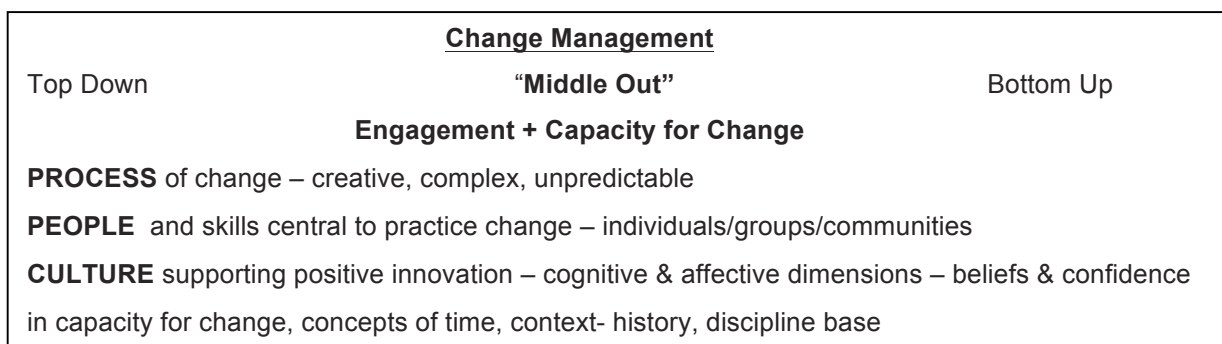 Change Management
Top Down “Middle Out” Bottom Up
Engagement + Capacity for Change
PROCESS of change – creative, complex, unpredictable
PEOPLE and skills central to practice change – individuals/groups/communities
CULTURE supporting positive innovation – cognitive & affective dimensions – beliefs & confidence
in capacity for change, concepts of time, context- history, discipline base